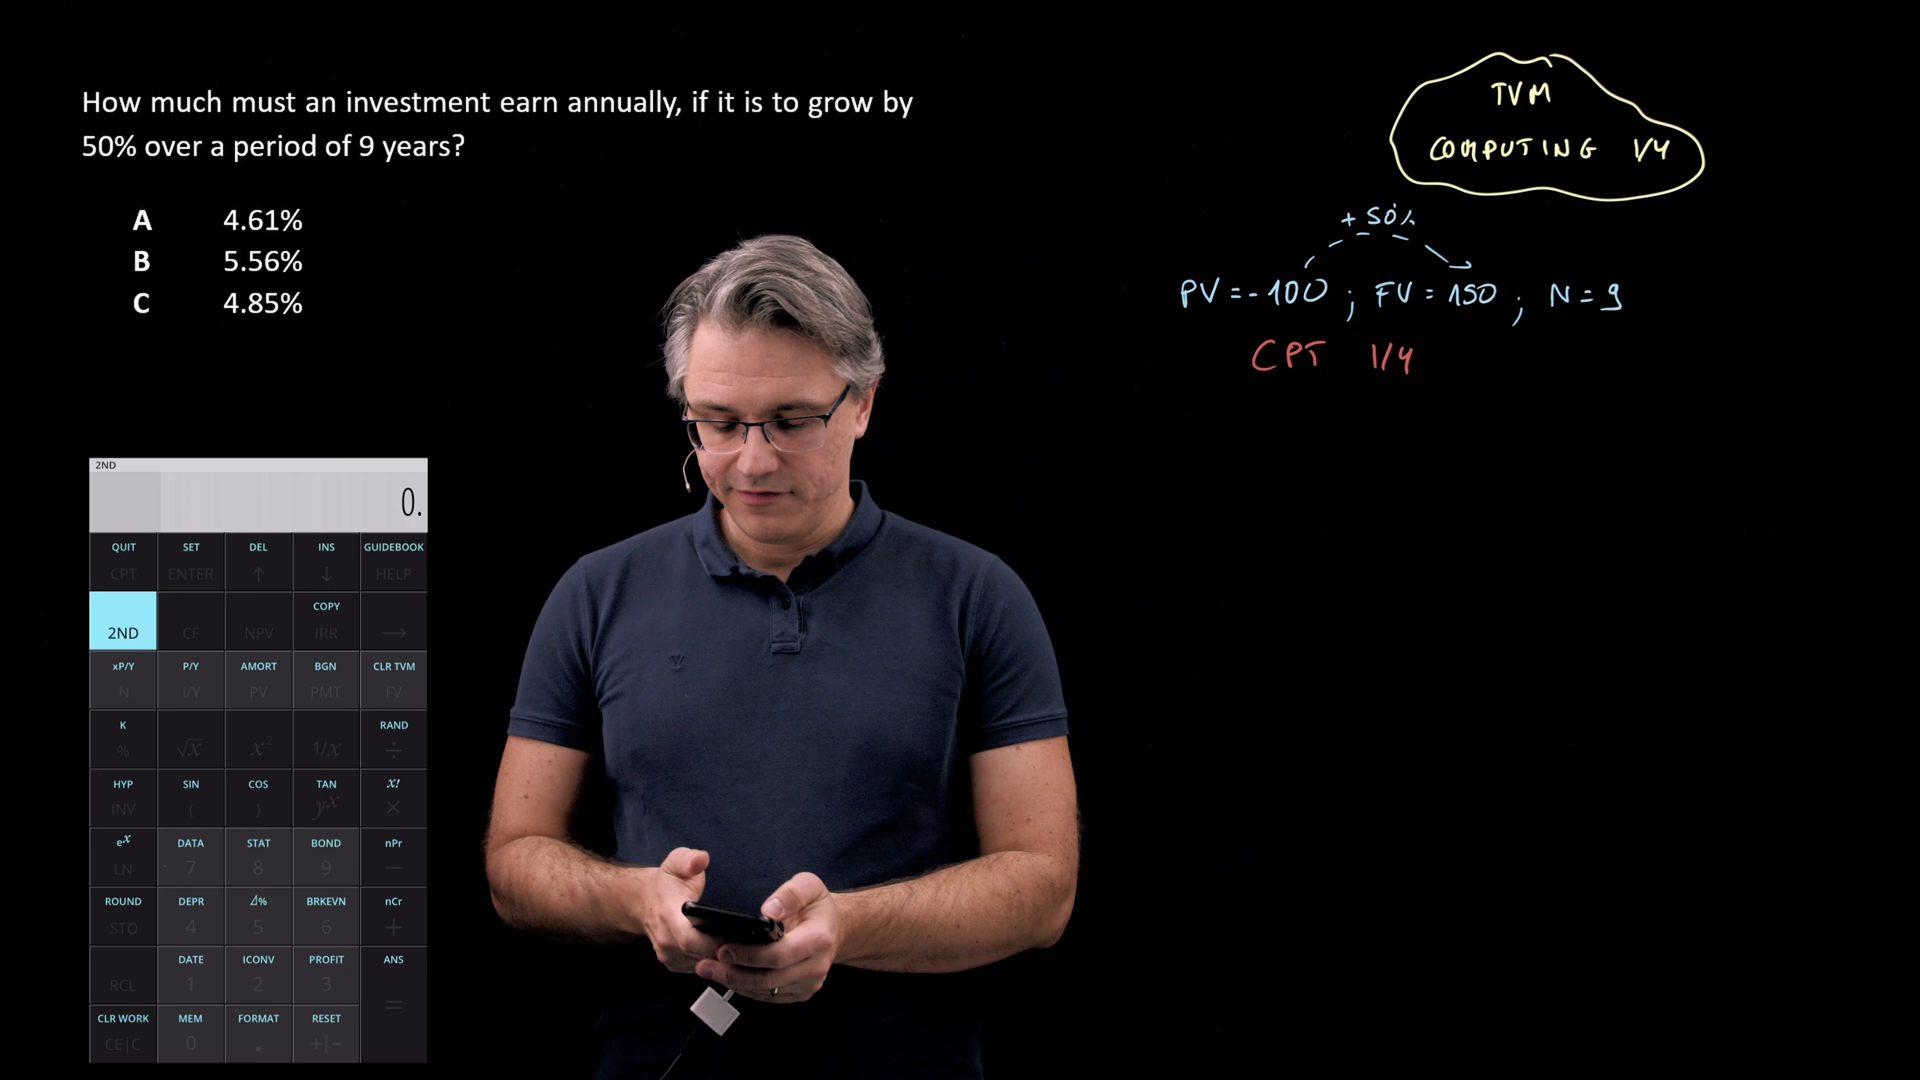 How much must an investment earn annually, if it is to grow by
50% over a period of 9 years?
A 4.61%
B 5.56%
C 4.85%
TVM
COMPUTING I/Y
+50%
PV = -100 ; FV = 150 ; N = 9
CPT I/Y
2ND
0.
QUIT SET DEL INS GUIDEBOOK
CPT ENTER ↑ ↓ HELP
COPY
2ND CF NPV IRR →
xP/Y P/Y AMORT BGN CLR TVM
N I/Y PV PMT FV
K RAND
% √x x² 1/x ÷
HYP SIN COS TAN x!
INV ( ) yˣ ×
eˣ DATA STAT BOND nPr
LN 7 8 9 −
ROUND DEPR Δ% BRKEVN nCr
STO 4 5 6 +
DATE ICONV PROFIT ANS
RCL 1 2 3 =
CLR WORK MEM FORMAT RESET
CE|C 0 . +|−